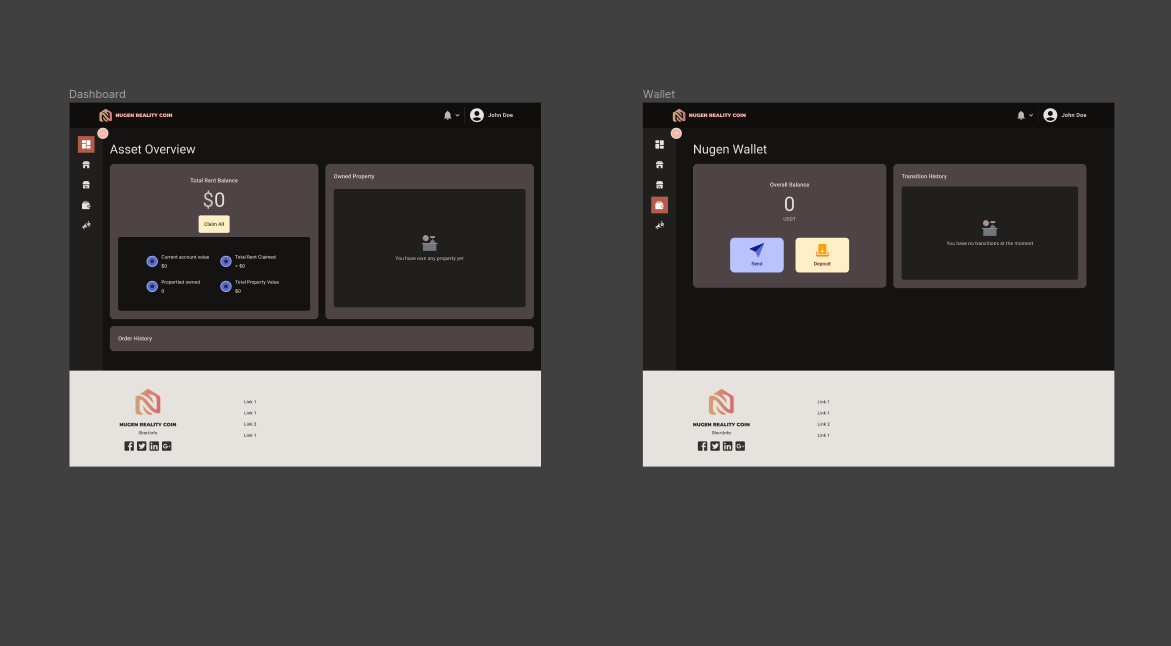 Dashboard
NUGEN REALITY COIN
John Doe
Asset Overview
Total Rent Balance
$0
Claim All
Current account value
$0
Total Rent Claimed
+ $0
Propertied owned
0
Total Property Value
$0
Owned Property
You have own any property yet
Order History
NUGEN REALITY COIN
Shortinfo
Link 1
Link 1
Link 2
Link 1
Wallet
NUGEN REALITY COIN
John Doe
Nugen Wallet
Overall Balance
0
USDT
Send
Deposit
Transition History
You have no transitions at the moment
NUGEN REALITY COIN
Shortinfo
Link 1
Link 1
Link 2
Link 1